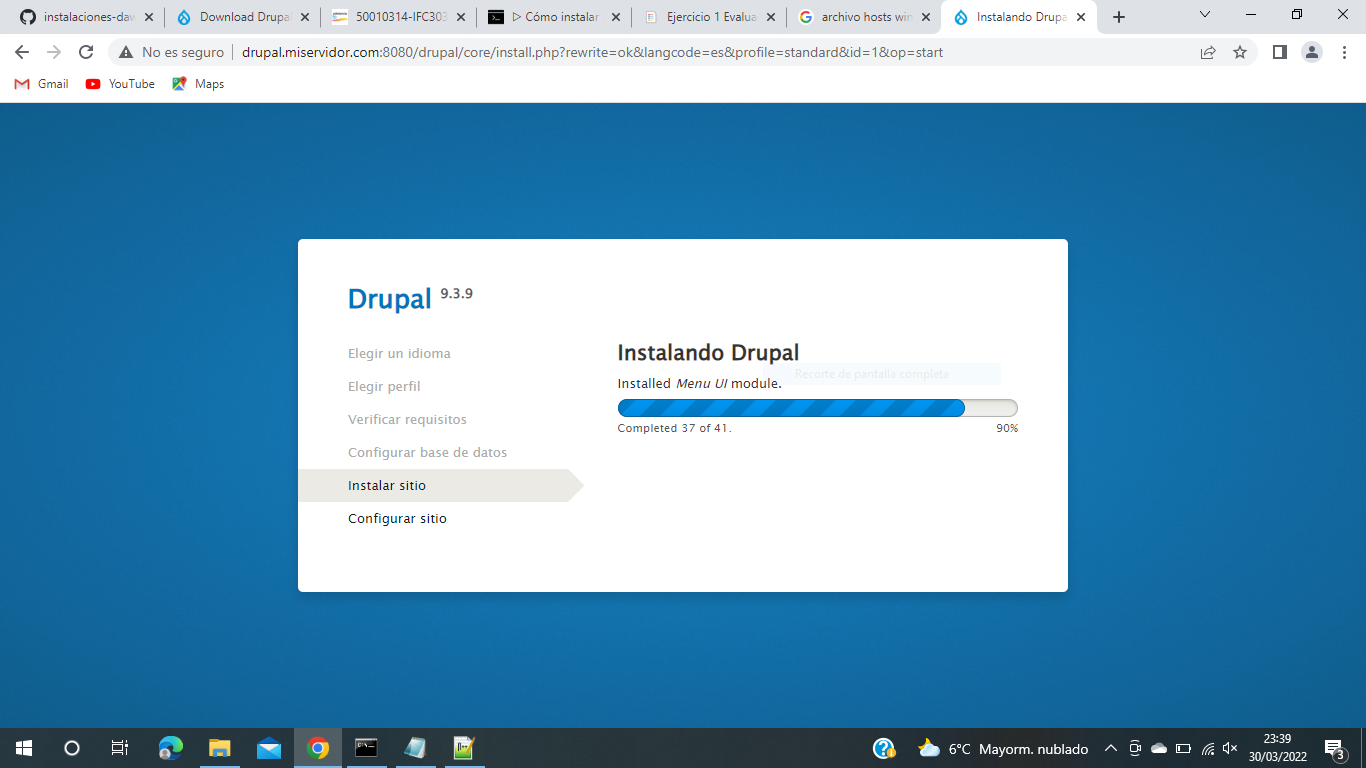 instalaciones-daw
Download Drupal
50010314-IFC303
▷ Cómo instalar
Ejercicio 1 Evalua
archivo hosts win
Instalando Drupa
No es seguro
drupal.miservidor.com:8080/drupal/core/install.php?rewrite=ok&langcode=es&profile=standard&id=1&op=start
Gmail
YouTube
Maps
Drupal 9.3.9
Elegir un idioma
Elegir perfil
Verificar requisitos
Configurar base de datos
Instalar sitio
Configurar sitio
Instalando Drupal
Recorte de pantalla completa
Installed Menu UI module.
Completed 37 of 41.
90%
6°C Mayorm. nublado
23:39
30/03/2022
3